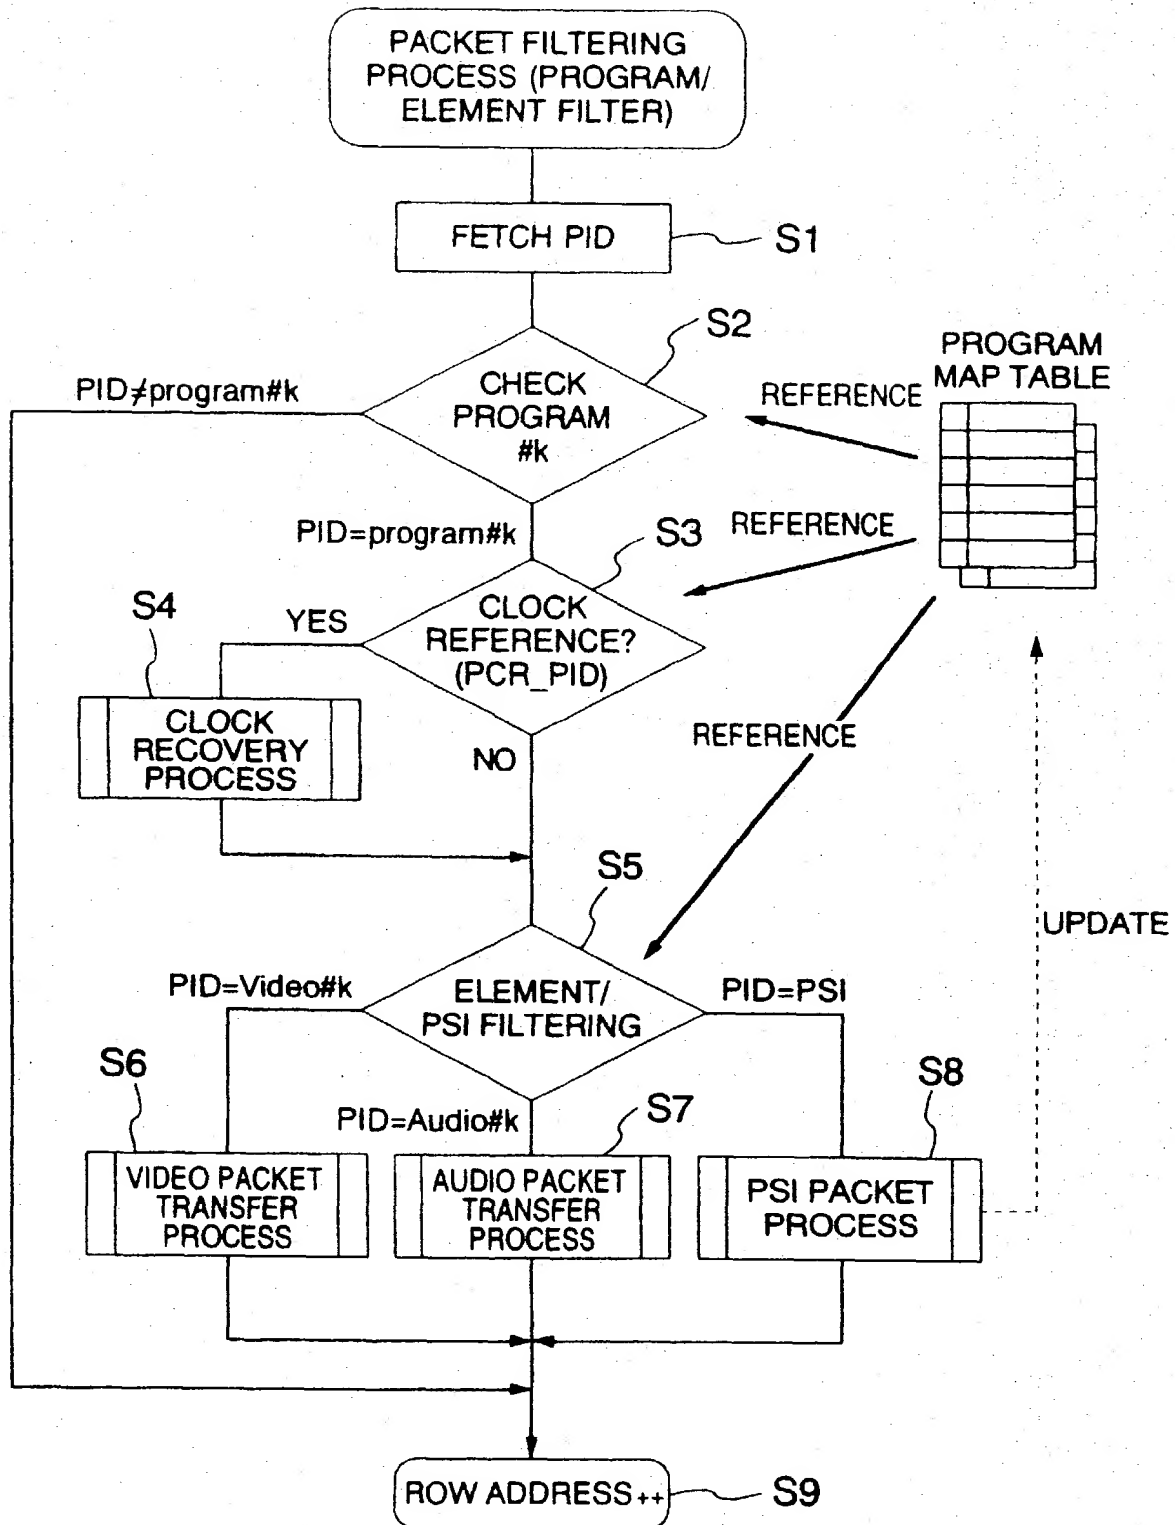 PACKET FILTERING
PROCESS (PROGRAM/
ELEMENT FILTER)
FETCH PID
S1
S2
PID≠program#k
CHECK
PROGRAM
#k
REFERENCE
PROGRAM
MAP TABLE
PID=program#k
S3
REFERENCE
S4
YES
CLOCK
REFERENCE?
(PCR_PID)
CLOCK
RECOVERY
PROCESS
NO
REFERENCE
S5
UPDATE
PID=Video#k
ELEMENT/
PSI FILTERING
PID=PSI
S6
PID=Audio#k
S7
S8
VIDEO PACKET
TRANSFER
PROCESS
AUDIO PACKET
TRANSFER
PROCESS
PSI PACKET
PROCESS
ROW ADDRESS++
S9